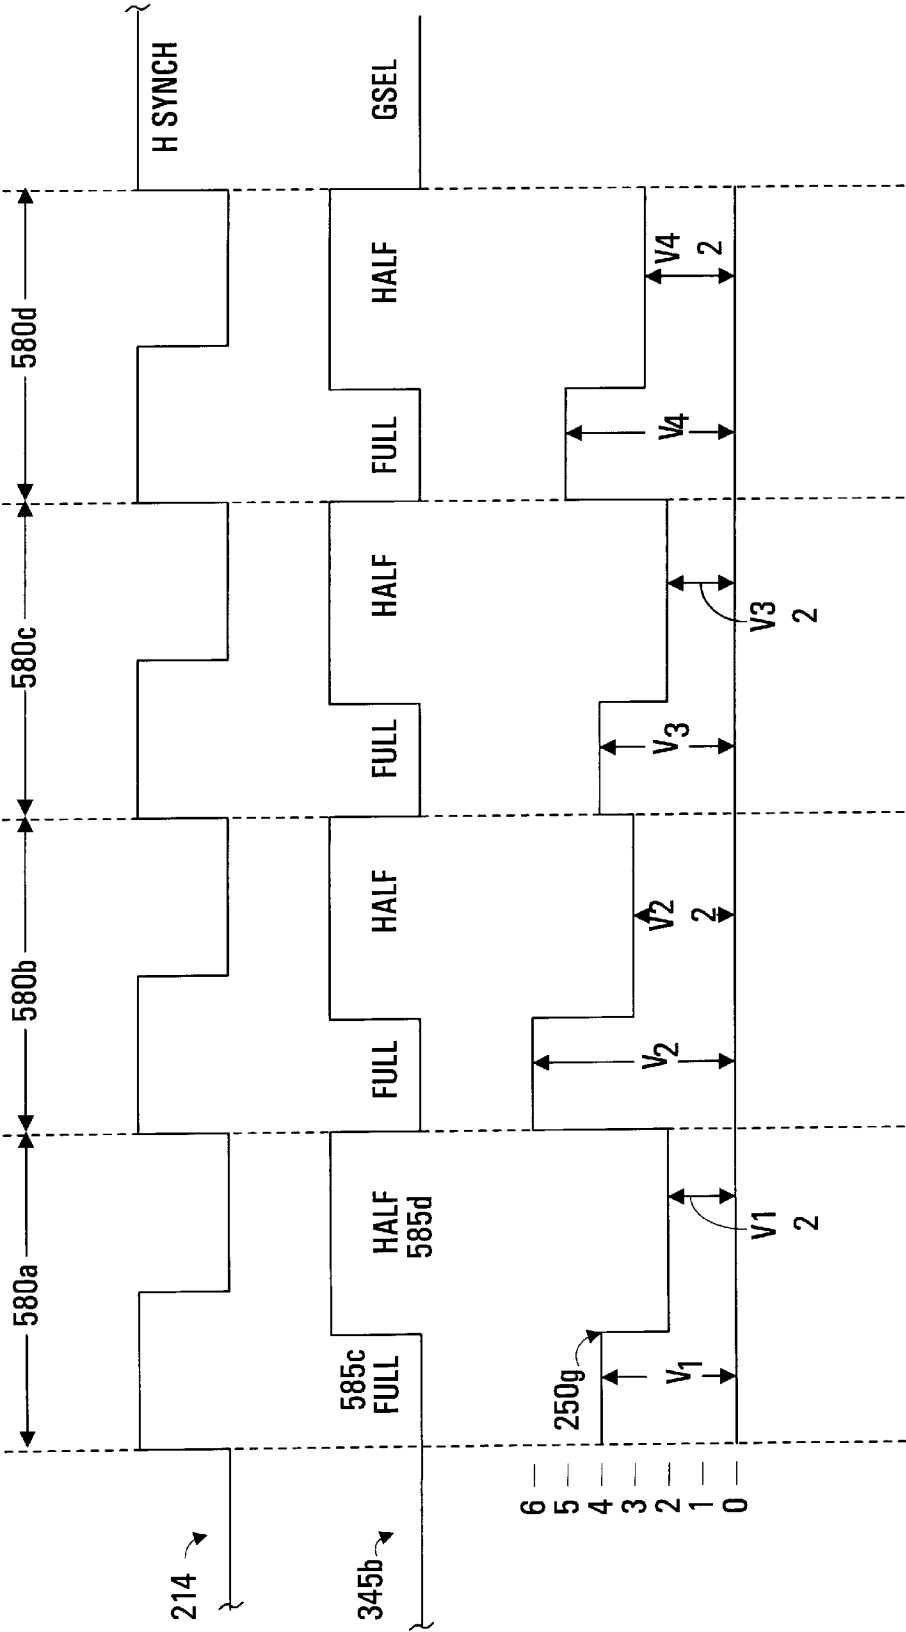 580a
580b
580c
580d
214
H SYNCH
345b
585c
FULL
HALF
585d
FULL
HALF
FULL
HALF
FULL
HALF
GSEL
250g
6
5
4
3
2
1
0
V1
V1
2
V2
V2
2
V3
V3
2
V4
V4
2